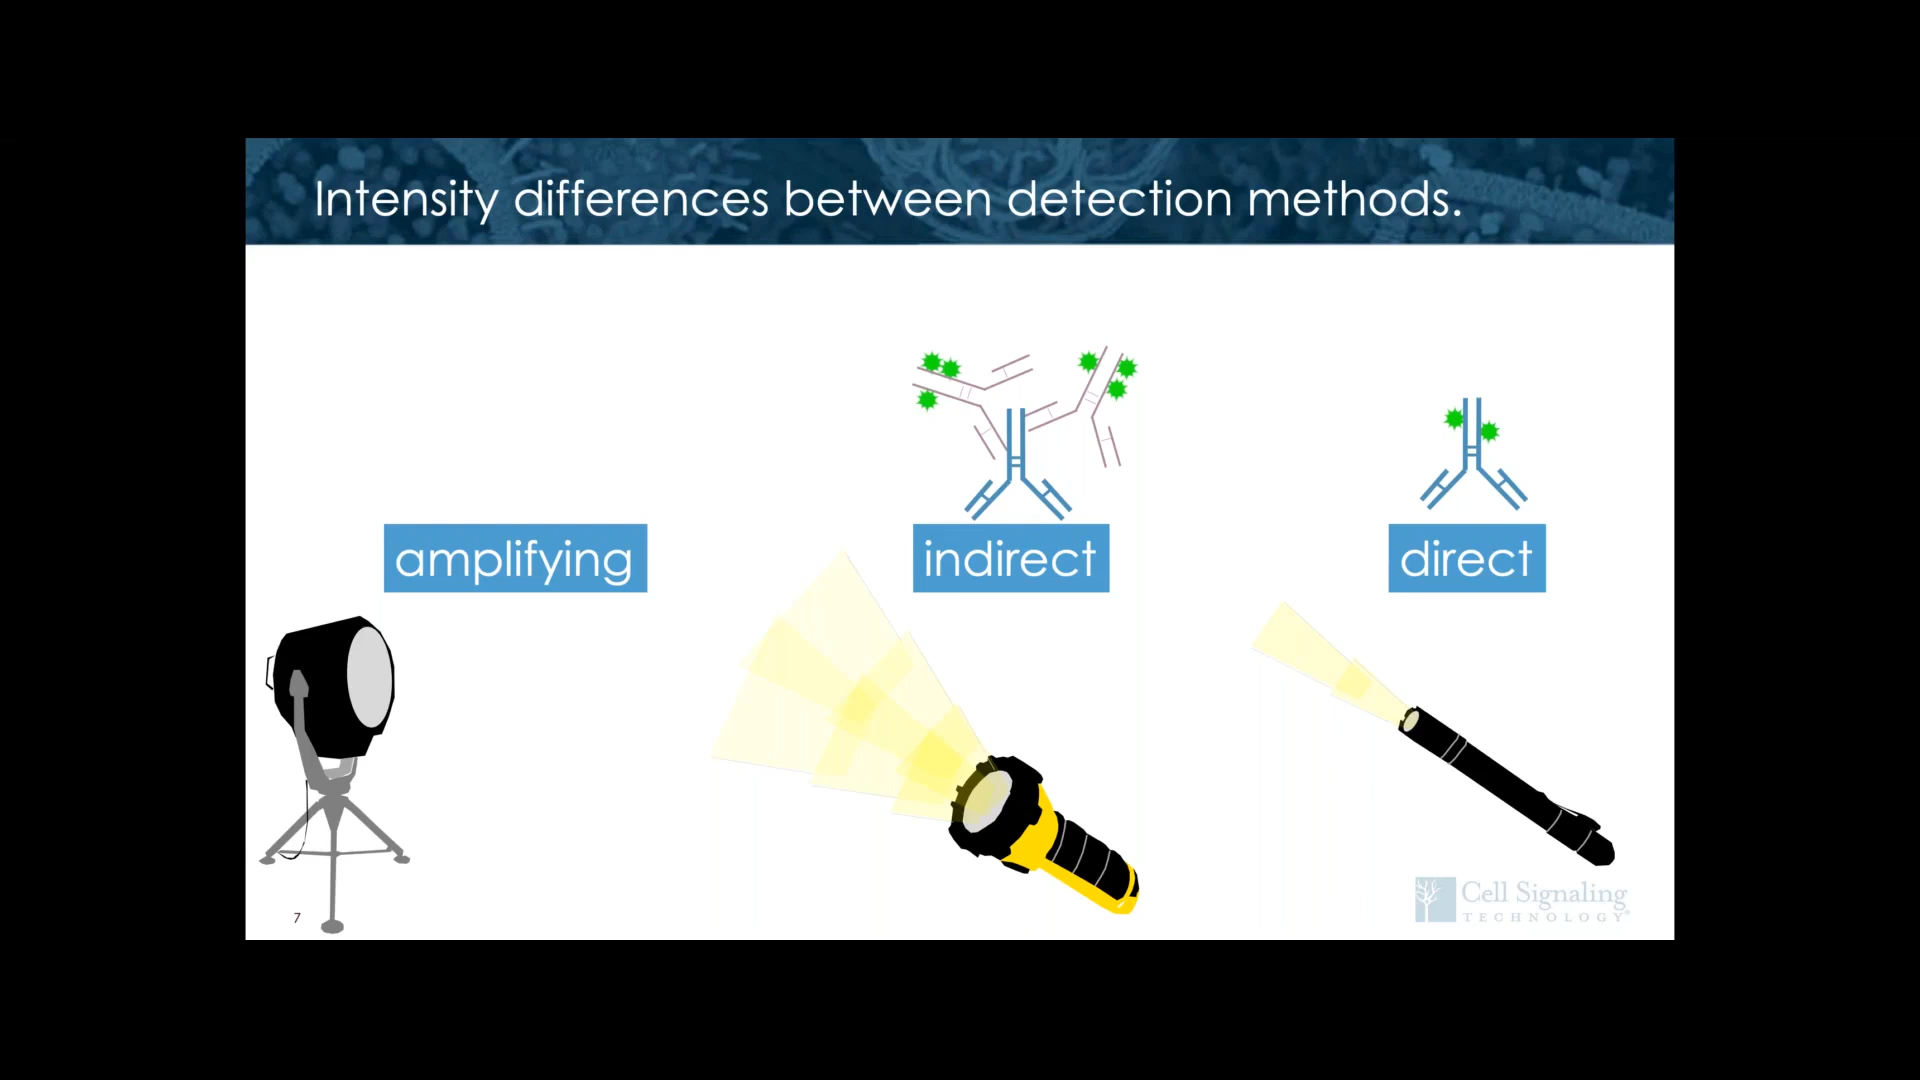 Intensity differences between detection methods.
amplifying
indirect
direct
7
Cell Signaling
TECHNOLOGY®